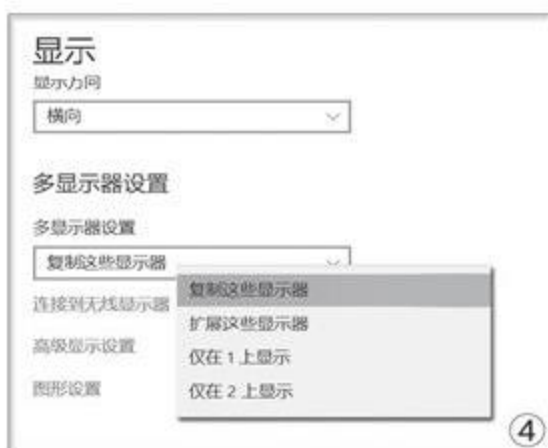 显示
显示方向
横向
多显示器设置
多显示器设置
复制这些显示器
连接到无线显示器
高级显示设置
图形设置
复制这些显示器
扩展这些显示器
仅在 1 上显示
仅在 2 上显示
④